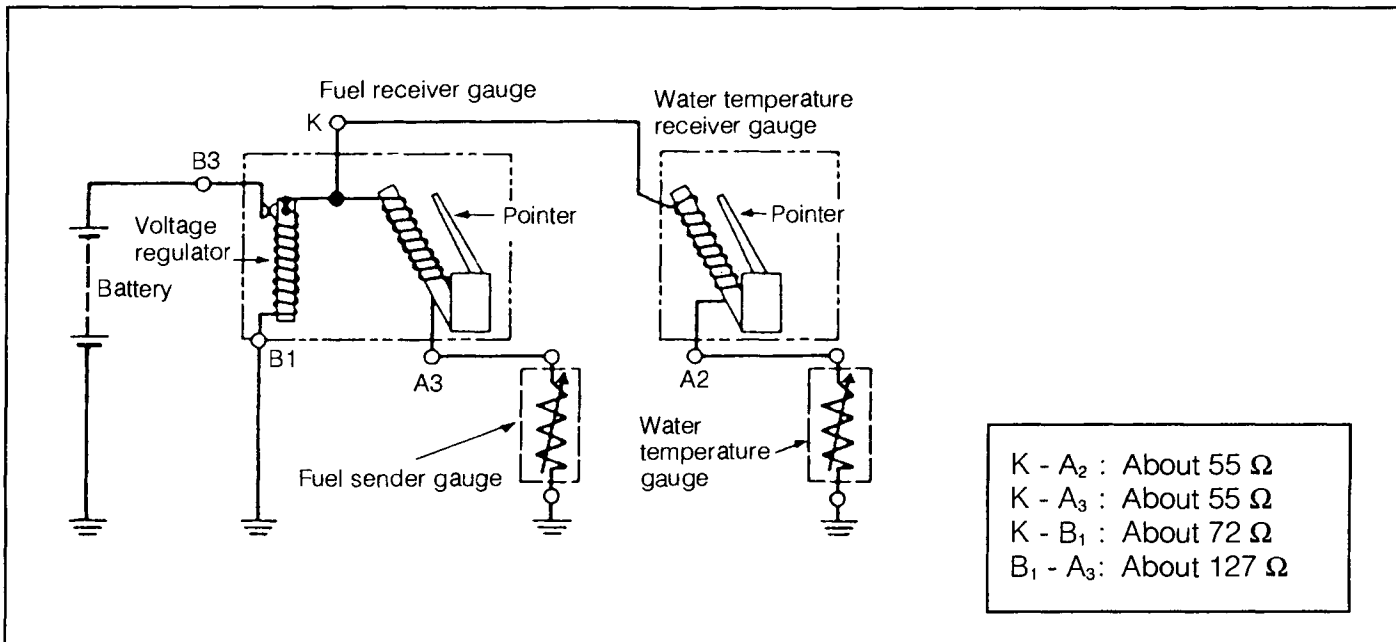 Fuel receiver gauge
Water temperature
receiver gauge
K
B3
Voltage
regulator
Pointer
Pointer
Battery
B1
A3
A2
Fuel sender gauge
Water
temperature
gauge
K - A₂ : About 55 Ω
K - A₃ : About 55 Ω
K - B₁ : About 72 Ω
B₁ - A₃: About 127 Ω